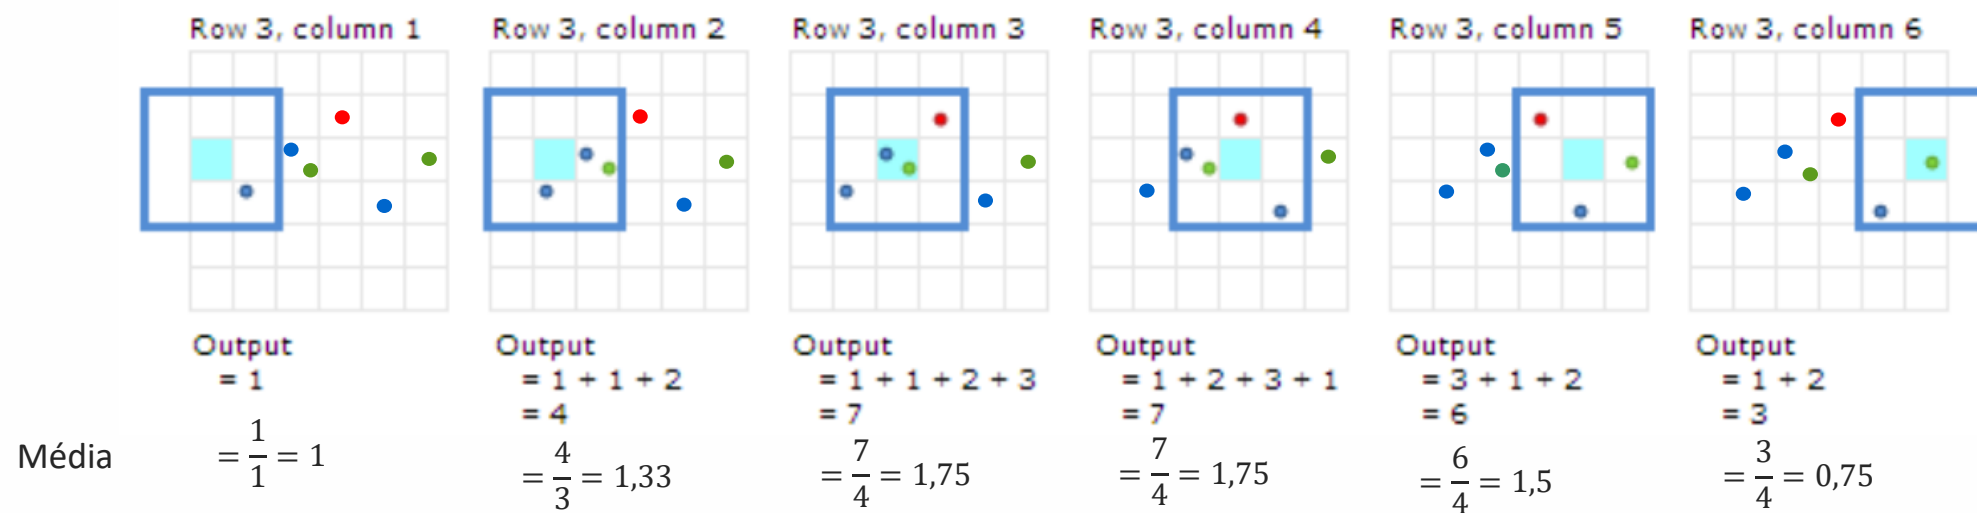 Row 3, column 1
Row 3, column 2
Row 3, column 3
Row 3, column 4
Row 3, column 5
Row 3, column 6
Output
= 1
Output
= 1 + 1 + 2
= 4
Output
= 1 + 1 + 2 + 3
= 7
Output
= 1 + 2 + 3 + 1
= 7
Output
= 3 + 1 + 2
= 6
Output
= 1 + 2
= 3
Média
= 1/1 = 1
= 4/3 = 1,33
= 7/4 = 1,75
= 7/4 = 1,75
= 6/4 = 1,5
= 3/4 = 0,75